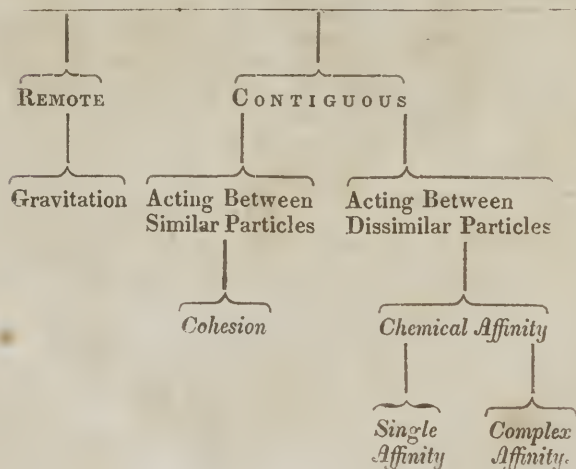 REMOTE
CONTIGUOUS
Gravitation
Acting Between
Similar Particles
Acting Between
Dissimilar Particles
Cohesion
Chemical Affinity
Single
Affinity
Complex
Affinity.